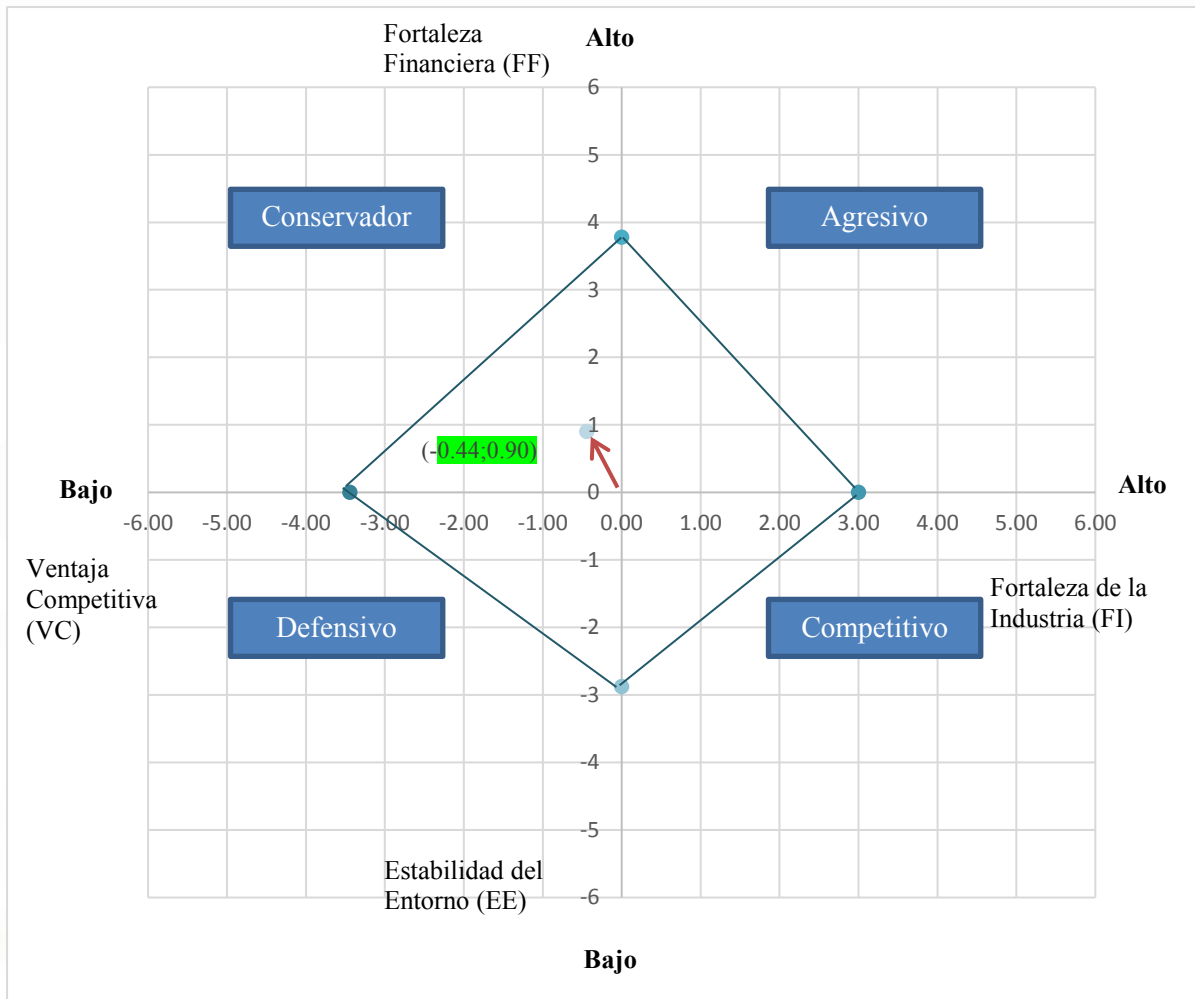 Fortaleza
Financiera (FF)
Alto
6
5
Conservador
Agresivo
4
3
2
1
(-0.44;0.90)
Bajo
0
Alto
-6.00 -5.00 -4.00 -3.00 -2.00 -1.00 0.00 1.00 2.00 3.00 4.00 5.00 6.00
-1
Ventaja
Competitiva
(VC)
Fortaleza de la
Industria (FI)
Defensivo
-2
Competitivo
-3
-4
-5
Estabilidad del
Entorno (EE)
-6
Bajo